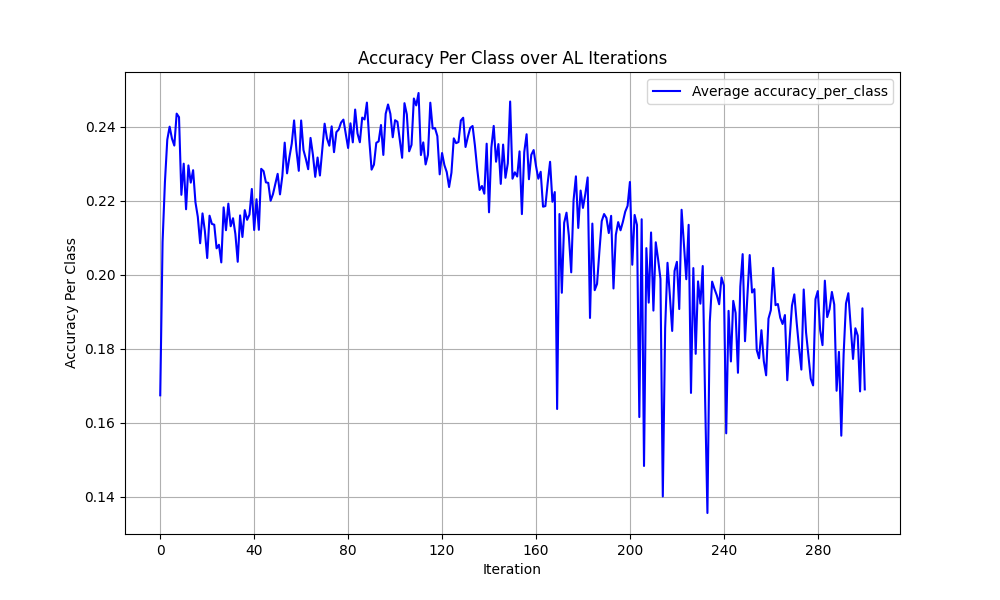 Accuracy Per Class over AL Iterations
Average accuracy_per_class
Accuracy Per Class
0.24
0.22
0.20
0.18
0.16
0.14
0 40 80 120 160 200 240 280
Iteration